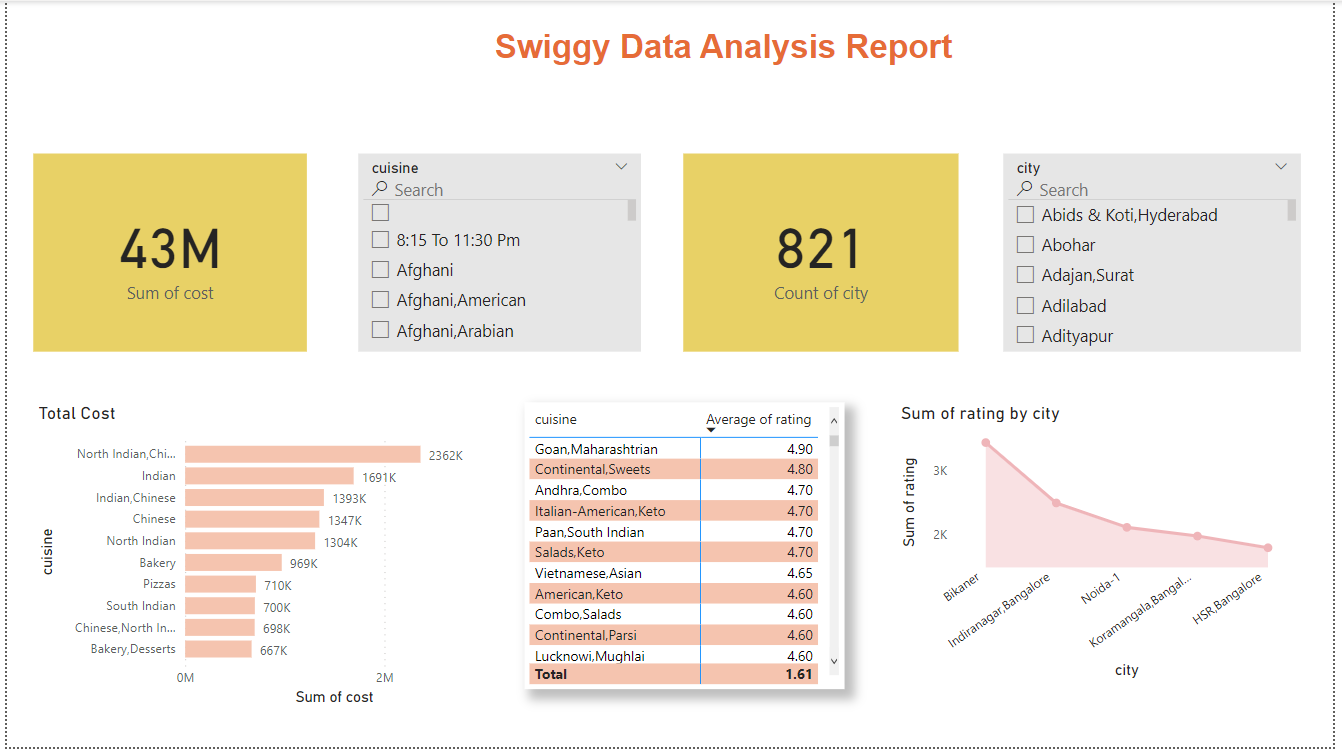 Swiggy Data Analysis Report
43M
Sum of cost
cuisine
Search
8:15 To 11:30 Pm
Afghani
Afghani,American
Afghani,Arabian
821
Count of city
city
Search
Abids & Koti,Hyderabad
Abohar
Adajan,Surat
Adilabad
Adityapur
Total Cost
cuisine
North Indian,Chi... 2362K
Indian 1691K
Indian,Chinese 1393K
Chinese 1347K
North Indian 1304K
Bakery 969K
Pizzas 710K
South Indian 700K
Chinese,North In... 698K
Bakery,Desserts 667K
0M 2M
Sum of cost
cuisine Average of rating
Goan,Maharashtrian 4.90
Continental,Sweets 4.80
Andhra,Combo 4.70
Italian-American,Keto 4.70
Paan,South Indian 4.70
Salads,Keto 4.70
Vietnamese,Asian 4.65
American,Keto 4.60
Combo,Salads 4.60
Continental,Parsi 4.60
Lucknowi,Mughlai 4.60
Total 1.61
Sum of rating by city
Sum of rating
3K
2K
Bikaner
Indiranagar,Bangalore
Noida-1
Koramangala,Bangal...
HSR,Bangalore
city